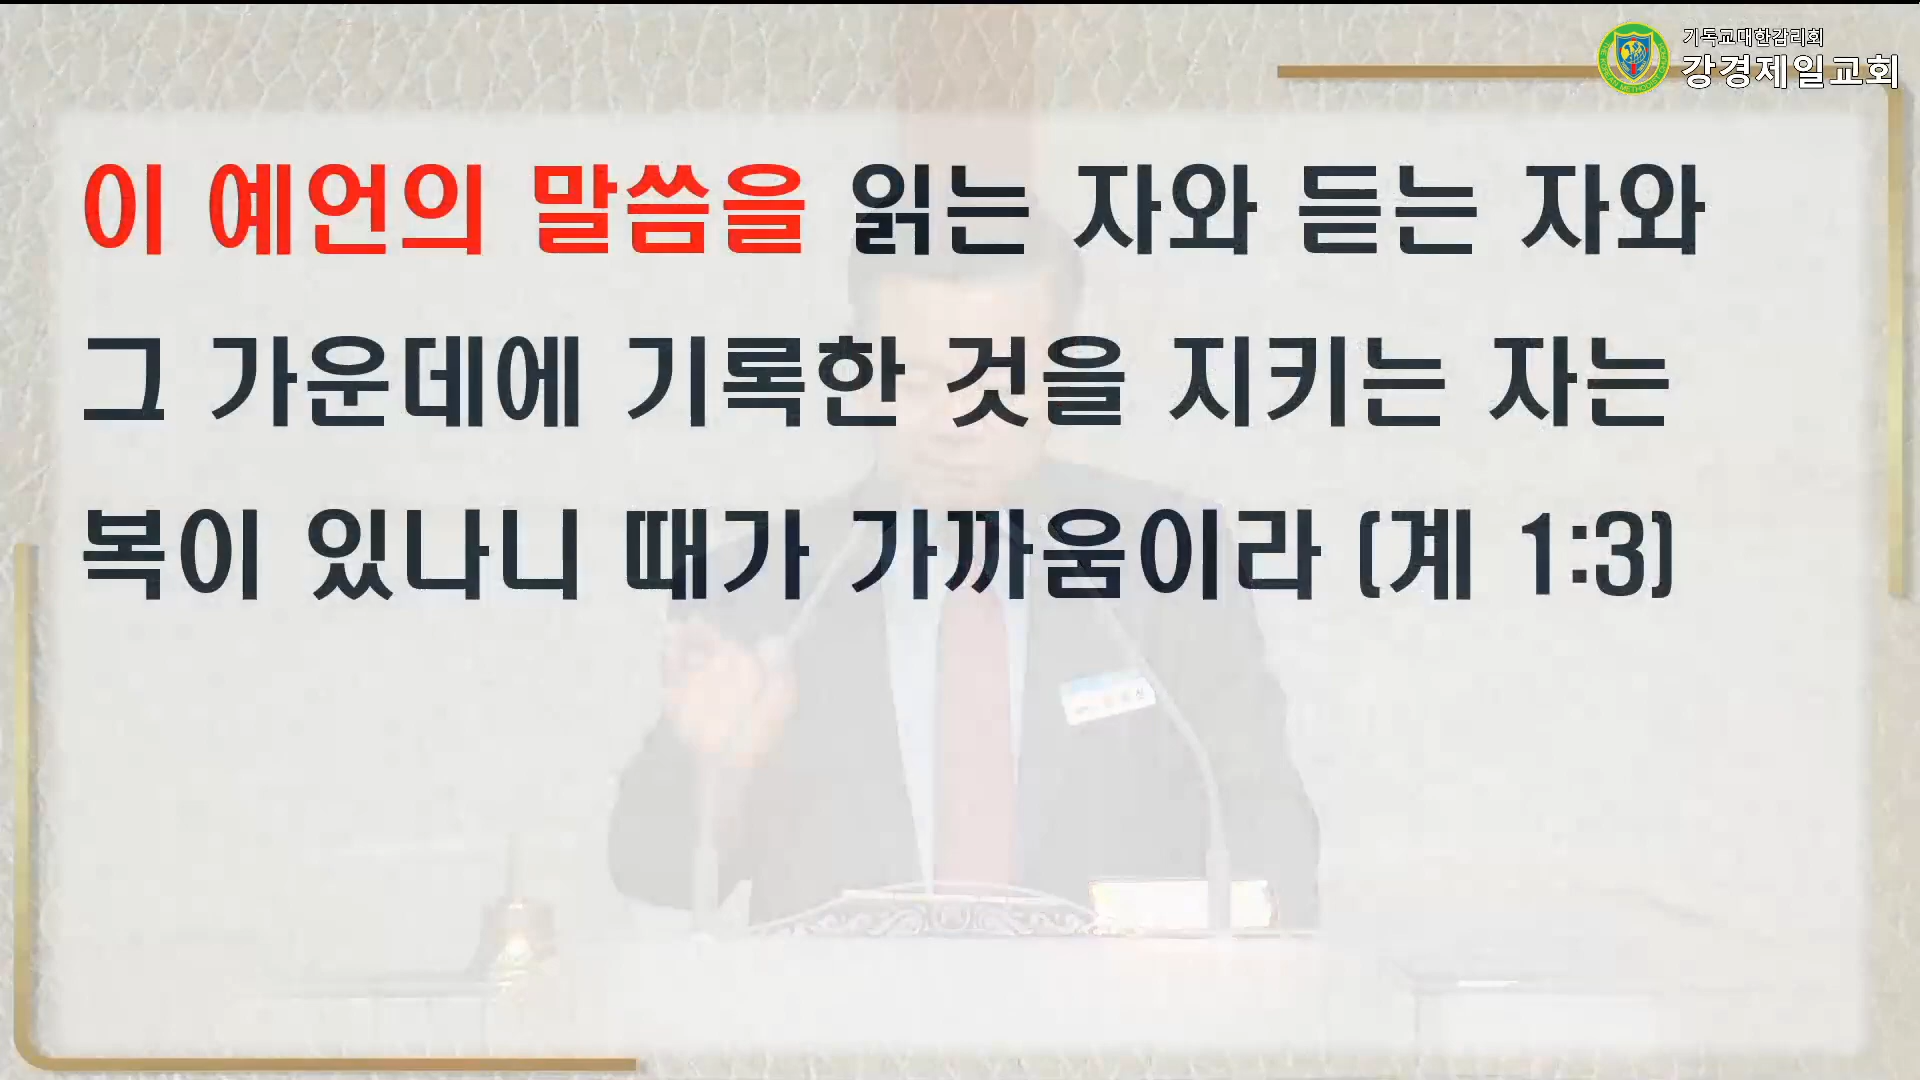 기독교대한감리회
강경제일교회
이 예언의 말씀을 읽는 자와 듣는 자와
그 가운데에 기록한 것을 지키는 자는
복이 있나니 때가 가까움이라 (계 1:3)